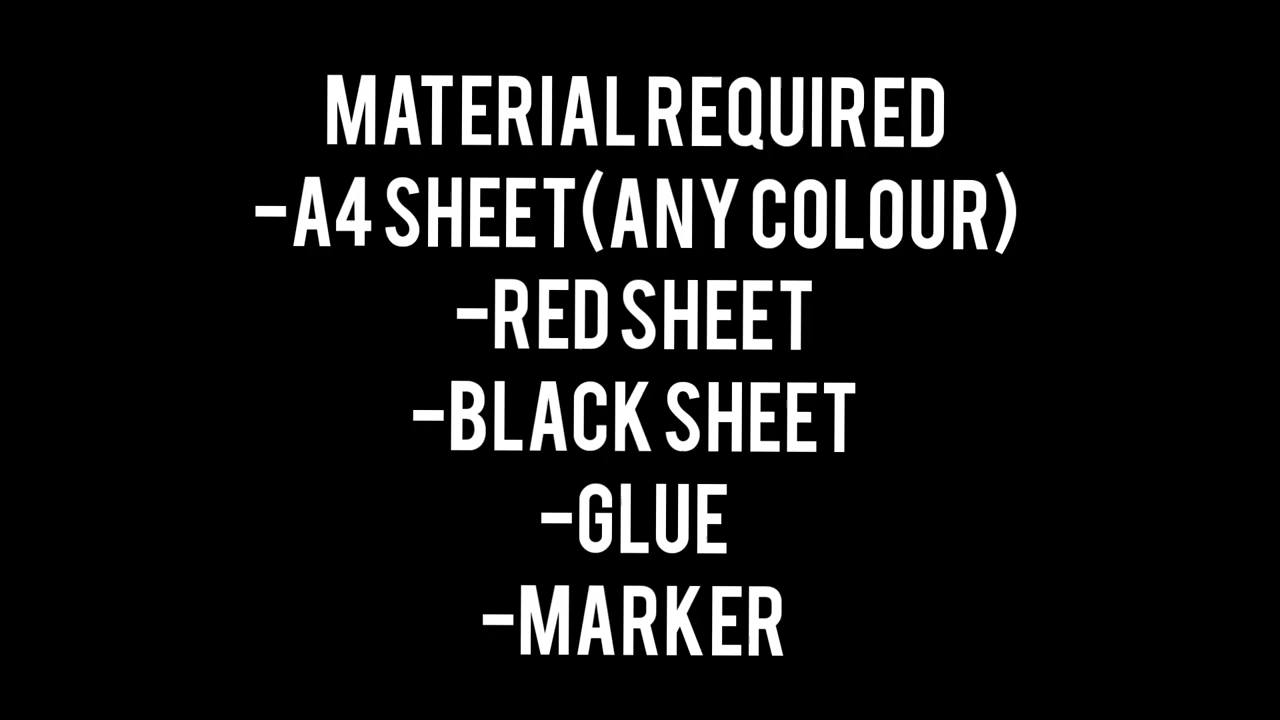 MATERIAL REQUIRED
-A4 SHEET(ANY COLOUR)
-RED SHEET
-BLACK SHEET
-GLUE
-MARKER